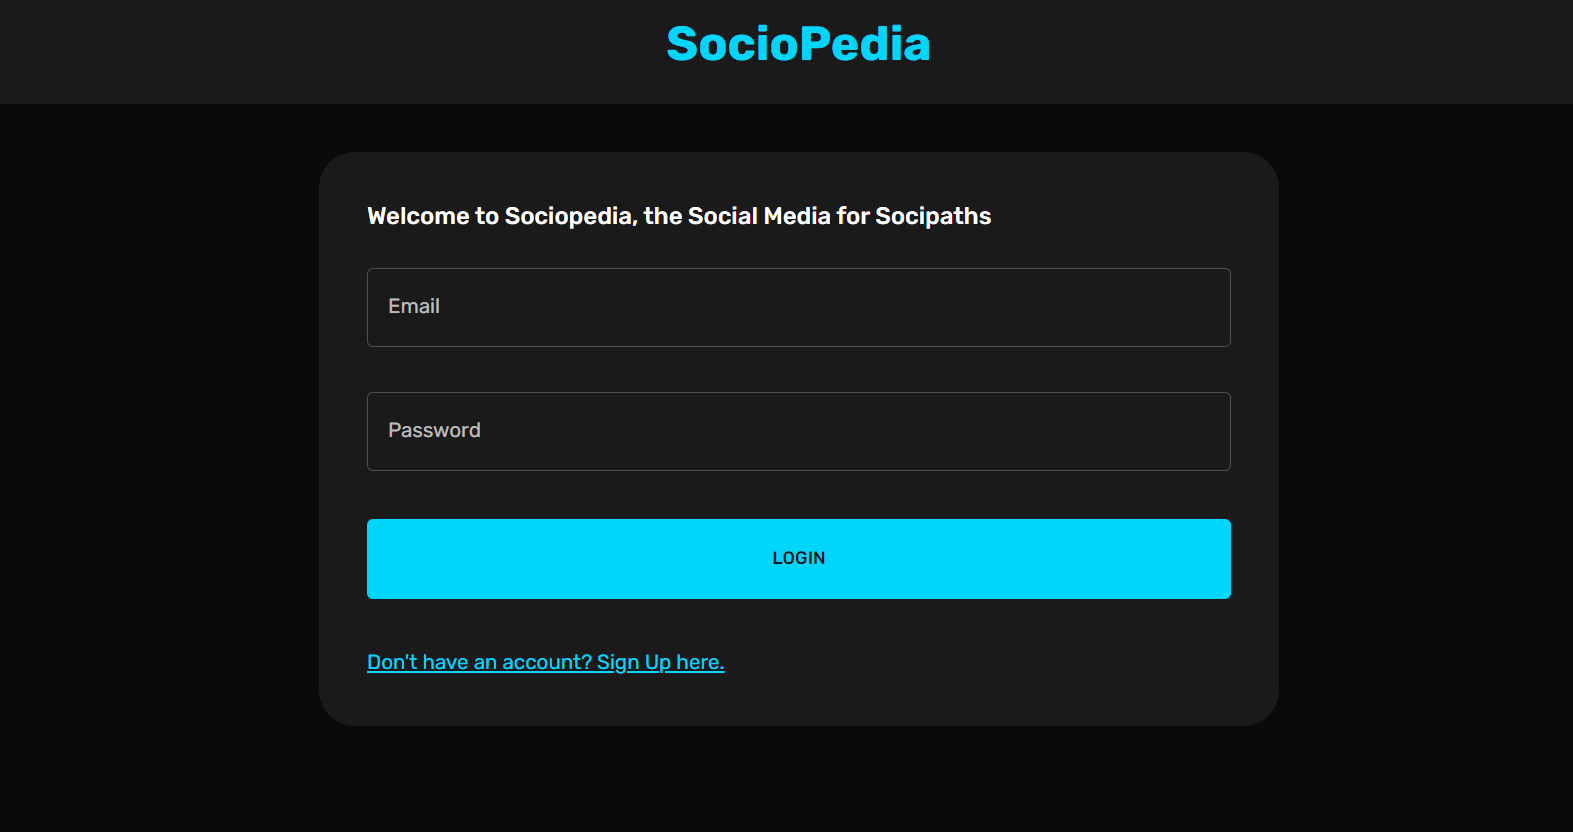 SocioPedia
Welcome to Sociopedia, the Social Media for Socipaths
Email
Password
LOGIN
Don't have an account? Sign Up here.